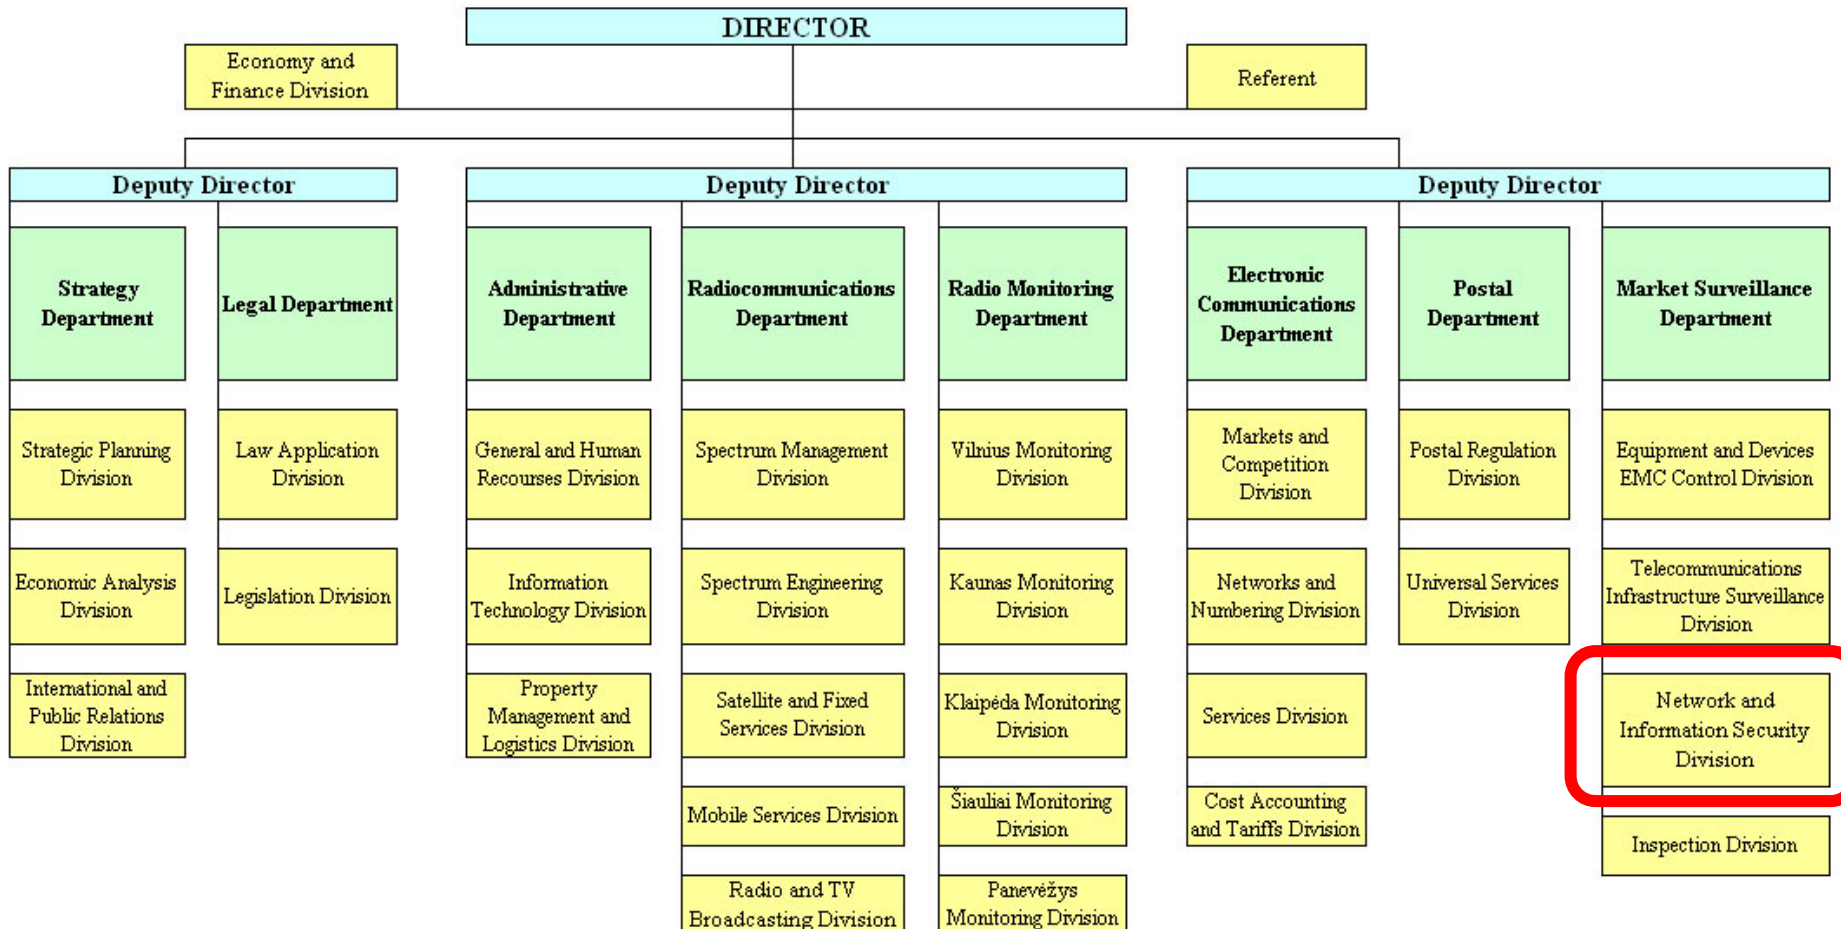 DIRECTOR
Economy and
Finance Division
Referent
Deputy Director
Deputy Director
Deputy Director
Strategy
Department
Legal Department
Administrative
Department
Radiocommunications
Department
Radio Monitoring
Department
Electronic
Communications
Department
Postal
Department
Market Surveillance
Department
Strategic Planning
Division
Law Application
Division
General and Human
Recourses Division
Spectrum Management
Division
Vilnius Monitoring
Division
Markets and
Competition
Division
Postal Regulation
Division
Equipment and Devices
EMC Control Division
Economic Analysis
Division
Legislation Division
Information
Technology Division
Spectrum Engineering
Division
Kaunas Monitoring
Division
Networks and
Numbering Division
Universal Services
Division
Telecommunications
Infrastructure Surveillance
Division
International and
Public Relations
Division
Property
Management and
Logistics Division
Satellite and Fixed
Services Division
Klaipėda Monitoring
Division
Services Division
Network and
Information Security
Division
Mobile Services Division
Šiauliai Monitoring
Division
Cost Accounting
and Tariffs Division
Inspection Division
Radio and TV
Broadcasting Division
Panevėžys
Monitoring Division